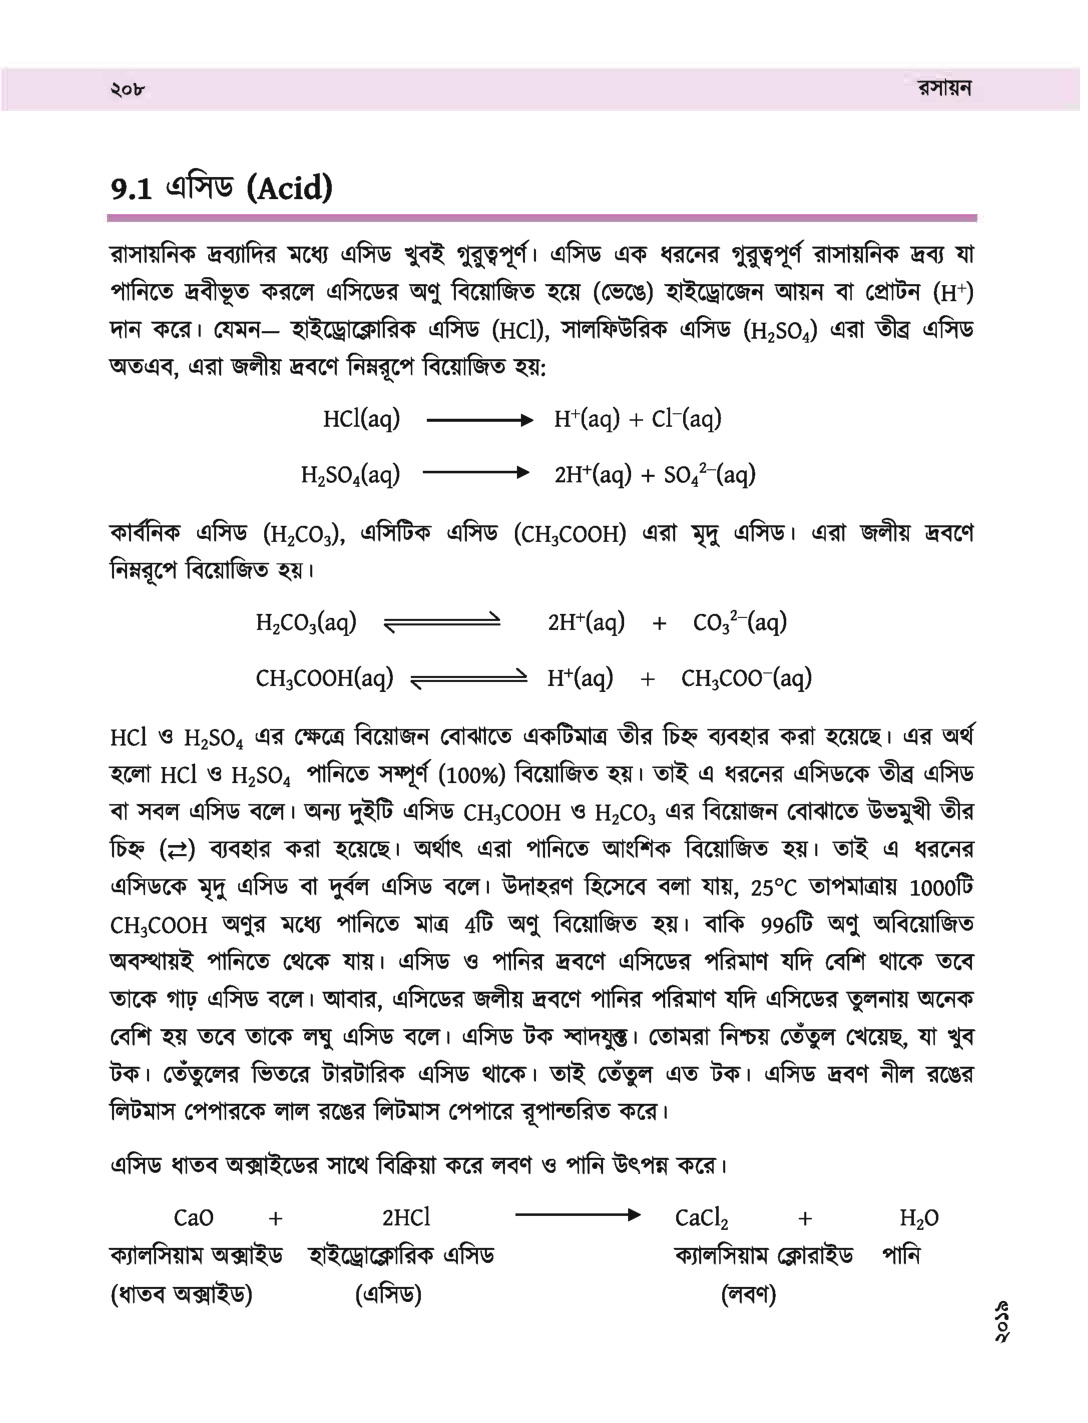 ২০৮ রসায়ন
9.1 এসিড (Acid)
রাসায়নিক দ্রব্যাদির মধ্যে এসিড খুবই গুরুত্বপূর্ণ। এসিড এক ধরনের গুরুত্বপূর্ণ রাসায়নিক দ্রব্য যা
পানিতে দ্রবীভূত করলে এসিডের অণু বিয়োজিত হয়ে (ভেঙে) হাইড্রোজেন আয়ন বা প্রোটন (H⁺)
দান করে। যেমন— হাইড্রোক্লোরিক এসিড (HCl), সালফিউরিক এসিড (H₂SO₄) এরা তীব্র এসিড
অতএব, এরা জলীয় দ্রবণে নিম্নরূপে বিয়োজিত হয়:
HCl(aq) ⟶ H⁺(aq) + Cl⁻(aq)
H₂SO₄(aq) ⟶ 2H⁺(aq) + SO₄²⁻(aq)
কার্বনিক এসিড (H₂CO₃), এসিটিক এসিড (CH₃COOH) এরা মৃদু এসিড। এরা জলীয় দ্রবণে
নিম্নরূপে বিয়োজিত হয়।
H₂CO₃(aq) ⇌ 2H⁺(aq) + CO₃²⁻(aq)
CH₃COOH(aq) ⇌ H⁺(aq) + CH₃COO⁻(aq)
HCl ও H₂SO₄ এর ক্ষেত্রে বিয়োজন বোঝাতে একটিমাত্র তীর চিহ্ন ব্যবহার করা হয়েছে। এর অর্থ
হলো HCl ও H₂SO₄ পানিতে সম্পূর্ণ (100%) বিয়োজিত হয়। তাই এ ধরনের এসিডকে তীব্র এসিড
বা সবল এসিড বলে। অন্য দুইটি এসিড CH₃COOH ও H₂CO₃ এর বিয়োজন বোঝাতে উভমুখী তীর
চিহ্ন (⇄) ব্যবহার করা হয়েছে। অর্থাৎ এরা পানিতে আংশিক বিয়োজিত হয়। তাই এ ধরনের
এসিডকে মৃদু এসিড বা দুর্বল এসিড বলে। উদাহরণ হিসেবে বলা যায়, 25°C তাপমাত্রায় 1000টি
CH₃COOH অণুর মধ্যে পানিতে মাত্র 4টি অণু বিয়োজিত হয়। বাকি 996টি অণু অবিয়োজিত
অবস্থায়ই পানিতে থেকে যায়। এসিড ও পানির দ্রবণে এসিডের পরিমাণ যদি বেশি থাকে তবে
তাকে গাঢ় এসিড বলে। আবার, এসিডের জলীয় দ্রবণে পানির পরিমাণ যদি এসিডের তুলনায় অনেক
বেশি হয় তবে তাকে লঘু এসিড বলে। এসিড টক স্বাদযুক্ত। তোমরা নিশ্চয় তেঁতুল খেয়েছ, যা খুব
টক। তেঁতুলের ভিতরে টারটারিক এসিড থাকে। তাই তেঁতুল এত টক। এসিড দ্রবণ নীল রঙের
লিটমাস পেপারকে লাল রঙের লিটমাস পেপারে রূপান্তরিত করে।
এসিড ধাতব অক্সাইডের সাথে বিক্রিয়া করে লবণ ও পানি উৎপন্ন করে।
CaO + 2HCl ⟶ CaCl₂ + H₂O
ক্যালসিয়াম অক্সাইড হাইড্রোক্লোরিক এসিড ক্যালসিয়াম ক্লোরাইড পানি
(ধাতব অক্সাইড) (এসিড) (লবণ)
২০১৯